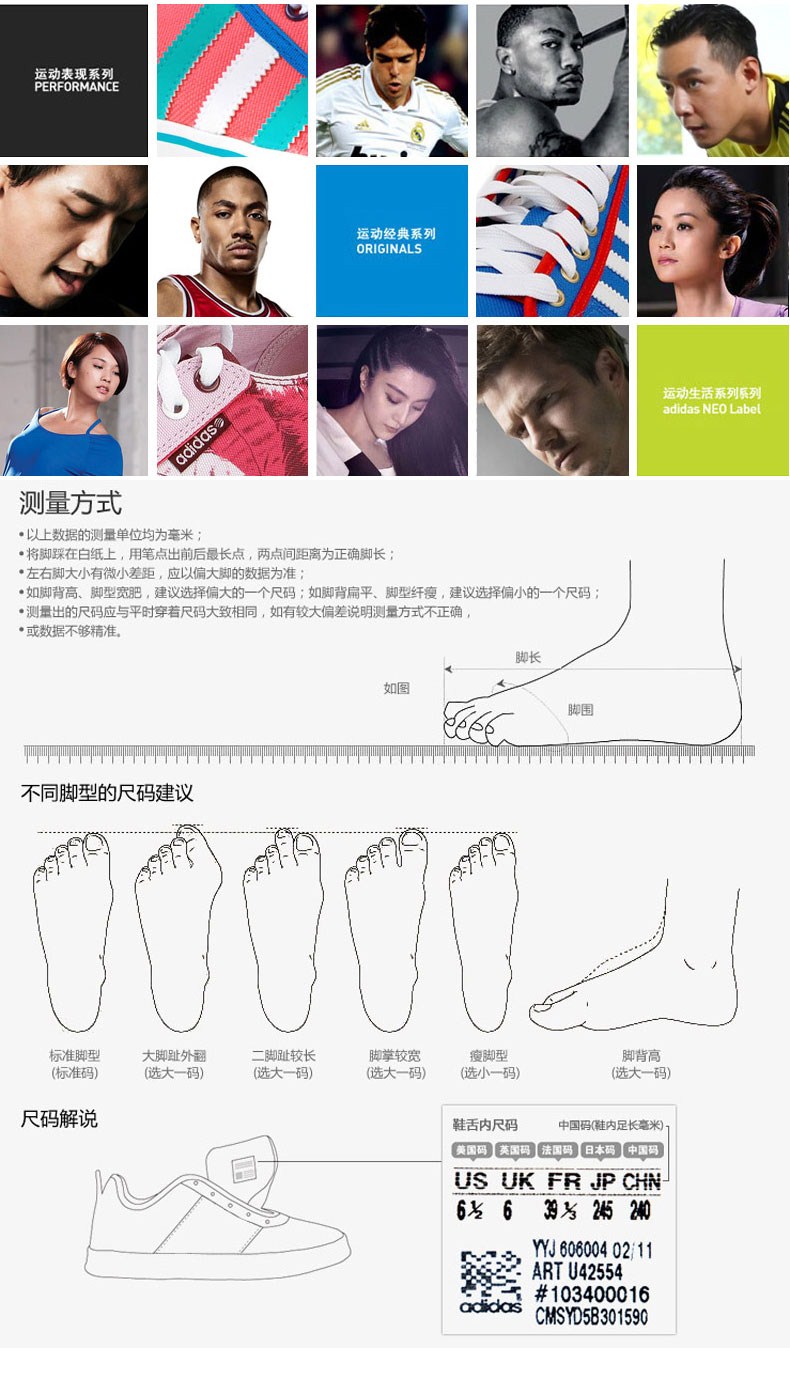 运动表现系列
PERFORMANCE
运动经典系列
ORIGINALS
adidas
运动生活系列系列
adidas NEO Label
测量方式
•以上数据的测量单位均为毫米；
•将脚踩在白纸上，用笔点出前后最长点，两点间距离为正确脚长；
•左右脚大小有微小差距，应以偏大脚的数据为准；
•如脚背高、脚型宽肥，建议选择偏大的一个尺码；如脚背扁平、脚型纤瘦，建议选择偏小的一个尺码；
•测量出的尺码应与平时穿着尺码大致相同，如有较大偏差说明测量方式不正确，
•或数据不够精准。
脚长
如图
脚围
不同脚型的尺码建议
标准脚型 大脚趾外翻 二脚趾较长 脚掌较宽 瘦脚型 脚背高
(标准码) (选大一码) (选大一码) (选大一码) (选小一码) (选大一码)
尺码解说
鞋舌内尺码 中国码(鞋内足长毫米)
美国码 英国码 法国码 日本码 中国码
US UK FR JP CHN
6½ 6 39⅓ 245 240
YYJ 606004 02/11
ART U42554
#103400016
adidas CMSYD5B301590